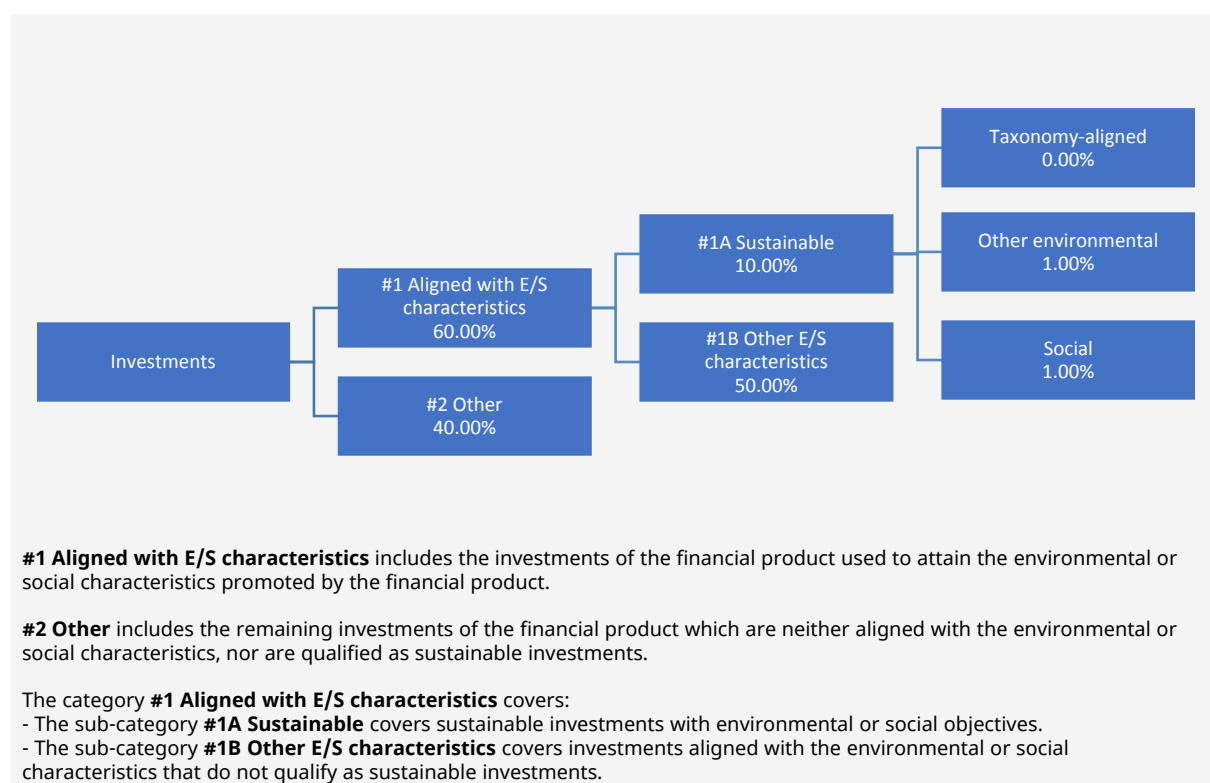 Investments
#1 Aligned with E/S
characteristics
60.00%
#2 Other
40.00%
#1A Sustainable
10.00%
#1B Other E/S
characteristics
50.00%
Taxonomy-aligned
0.00%
Other environmental
1.00%
Social
1.00%
#1 Aligned with E/S characteristics includes the investments of the financial product used to attain the environmental or
social characteristics promoted by the financial product.
#2 Other includes the remaining investments of the financial product which are neither aligned with the environmental or
social characteristics, nor are qualified as sustainable investments.
The category #1 Aligned with E/S characteristics covers:
- The sub-category #1A Sustainable covers sustainable investments with environmental or social objectives.
- The sub-category #1B Other E/S characteristics covers investments aligned with the environmental or social
characteristics that do not qualify as sustainable investments.